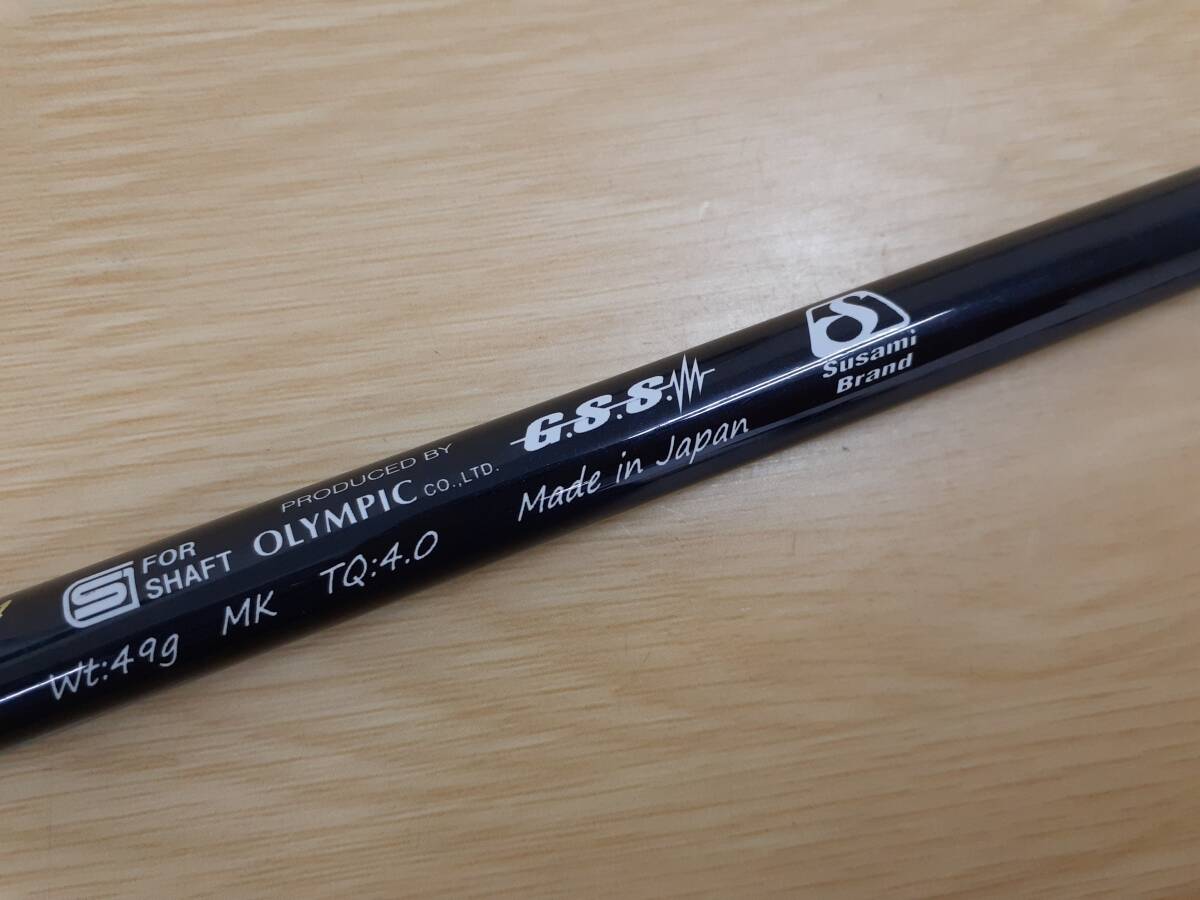 FOR
SHAFT
PRODUCED BY
OLYMPIC CO.,LTD.
G.S.S.
Susami
Brand
Wt:49g MK TQ:4.0 Made in Japan